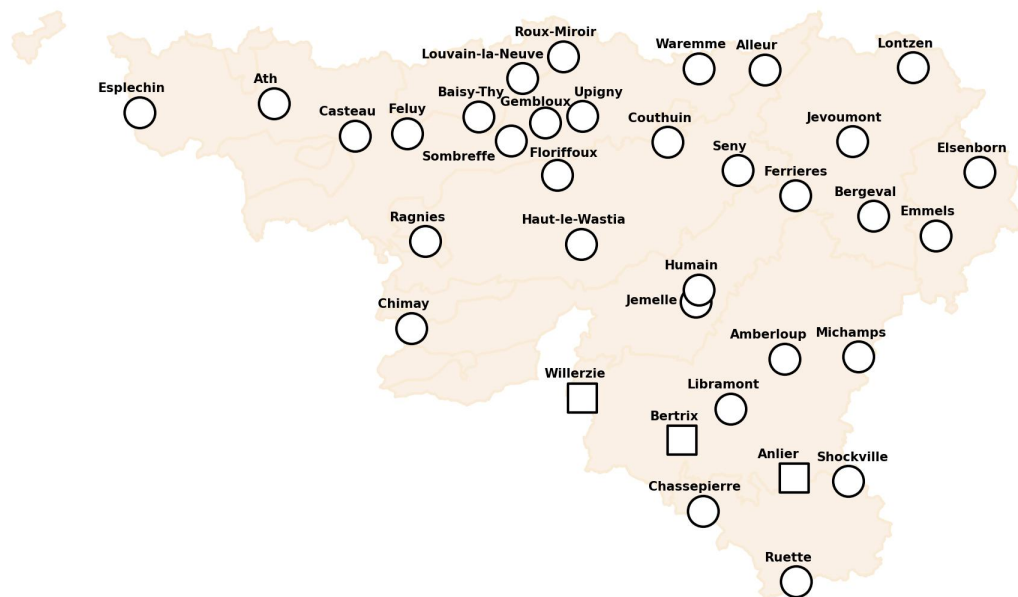 Roux-Miroir
Louvain-la-Neuve
Waremme
Alleur
Lontzen
Esplechin
Ath
Casteau
Feluy
Baisy-Thy
Gembloux
Upigny
Couthuin
Jevoumont
Sombreffe
Floriffoux
Seny
Ferrieres
Elsenborn
Bergeval
Emmels
Ragnies
Haut-le-Wastia
Humain
Jemelle
Chimay
Amberloup
Michamps
Willerzie
Libramont
Bertrix
Anlier
Shockville
Chassepierre
Ruette